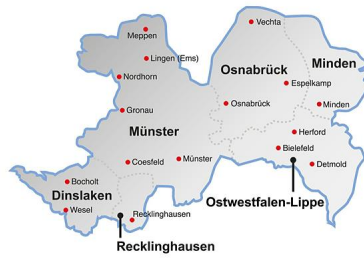 Vechta
Meppen
Lingen (Ems)
Osnabrück
Minden
Nordhorn
Espelkamp
Osnabrück
Minden
Gronau
Münster
Herford
Bielefeld
Coesfeld
Münster
Detmold
Bocholt
Dinslaken
Ostwestfalen-Lippe
Wesel
Recklinghausen
Recklinghausen